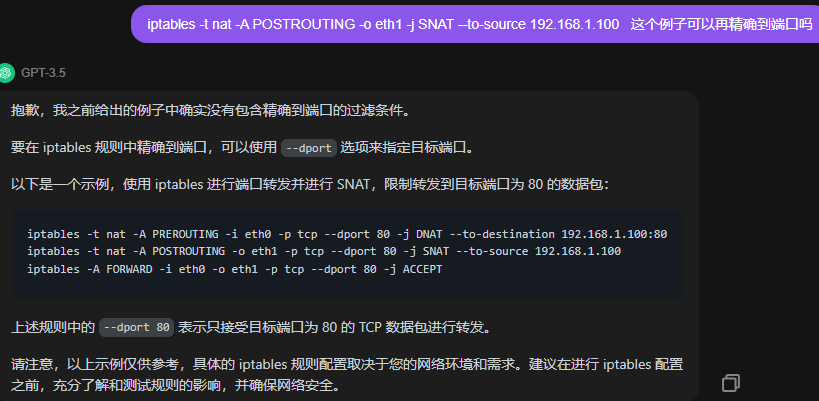 iptables -t nat -A POSTROUTING -o eth1 -j SNAT --to-source 192.168.1.100   这个例子可以再精确到端口吗
GPT-3.5
抱歉，我之前给出的例子中确实没有包含精确到端口的过滤条件。
要在 iptables 规则中精确到端口，可以使用 --dport 选项来指定目标端口。
以下是一个示例，使用 iptables 进行端口转发并进行 SNAT，限制转发到目标端口为 80 的数据包：
iptables -t nat -A PREROUTING -i eth0 -p tcp --dport 80 -j DNAT --to-destination 192.168.1.100:80
iptables -t nat -A POSTROUTING -o eth1 -p tcp --dport 80 -j SNAT --to-source 192.168.1.100
iptables -A FORWARD -i eth0 -o eth1 -p tcp --dport 80 -j ACCEPT
上述规则中的 --dport 80 表示只接受目标端口为 80 的 TCP 数据包进行转发。
请注意，以上示例仅供参考，具体的 iptables 规则配置取决于您的网络环境和需求。建议在进行 iptables 配置
之前，充分了解和测试规则的影响，并确保网络安全。